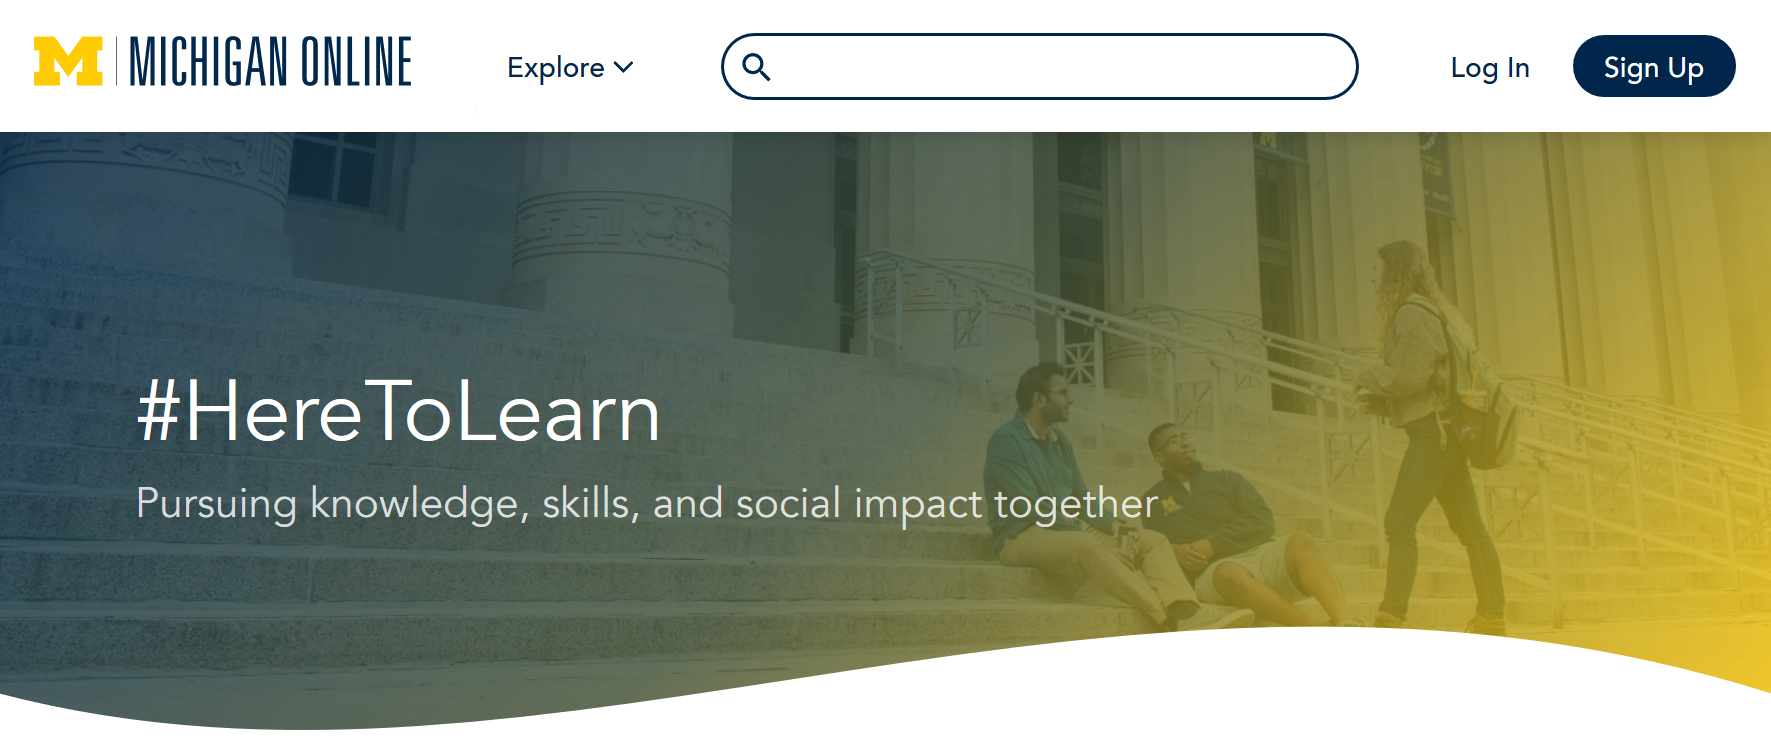 M | MICHIGAN ONLINE
Explore
Log In
Sign Up
#HereToLearn
Pursuing knowledge, skills, and social impact together